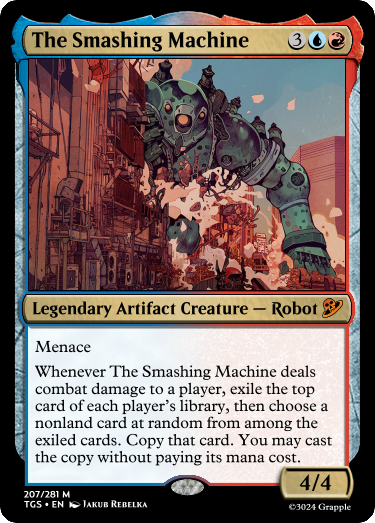 The Smashing Machine 3
Legendary Artifact Creature — Robot
Menace
Whenever The Smashing Machine deals
combat damage to a player, exile the top
card of each player's library, then choose a
nonland card at random from among the
exiled cards. Copy that card. You may cast
the copy without paying its mana cost.
4/4
207/281 M
TGS • EN Jakub Rebelka
©3024 Grapple